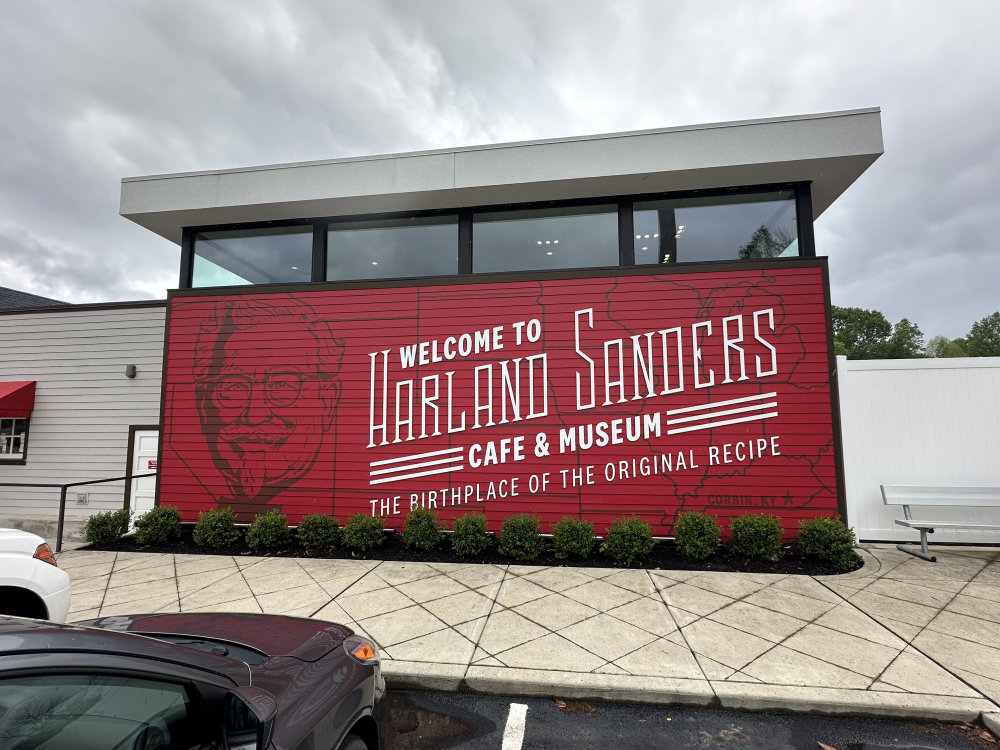 WELCOME TO
HARLAND SANDERS
CAFE & MUSEUM
THE BIRTHPLACE OF THE ORIGINAL RECIPE
CORBIN, KY